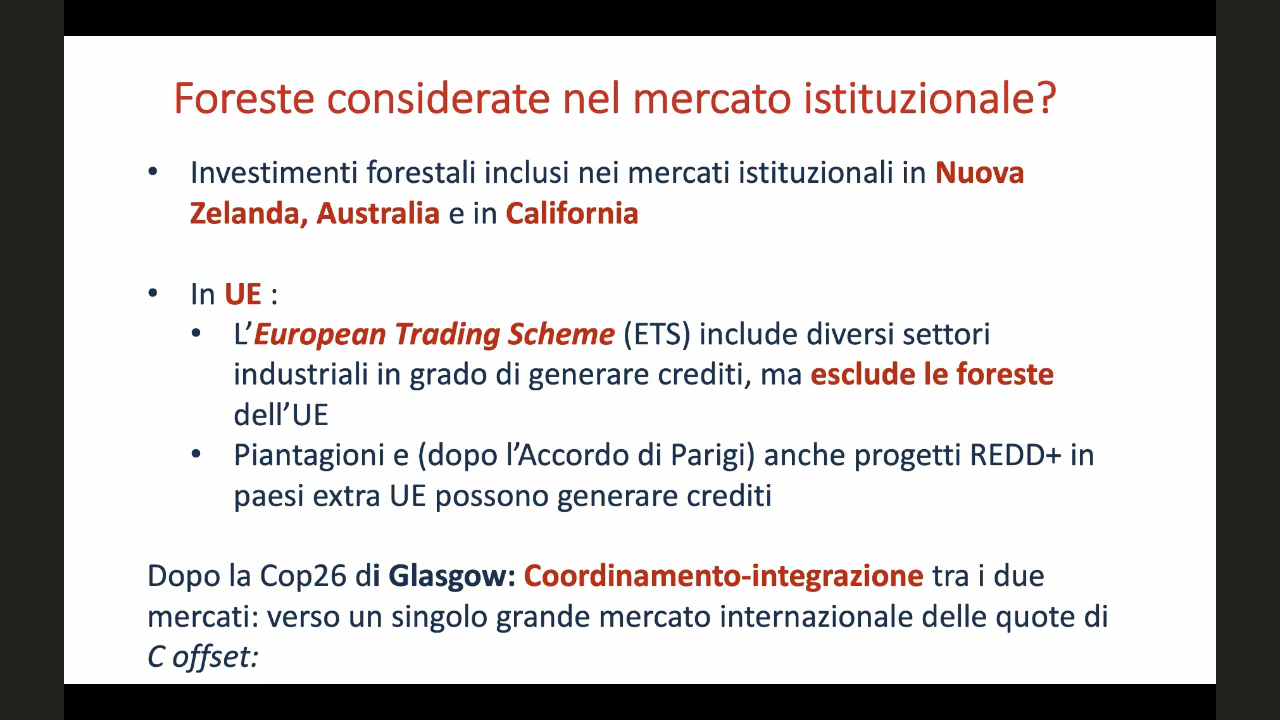 Foreste considerate nel mercato istituzionale?
• Investimenti forestali inclusi nei mercati istituzionali in Nuova
Zelanda, Australia e in California
• In UE :
• L’European Trading Scheme (ETS) include diversi settori
industriali in grado di generare crediti, ma esclude le foreste
dell’UE
• Piantagioni e (dopo l’Accordo di Parigi) anche progetti REDD+ in
paesi extra UE possono generare crediti
Dopo la Cop26 di Glasgow: Coordinamento-integrazione tra i due
mercati: verso un singolo grande mercato internazionale delle quote di
C offset: